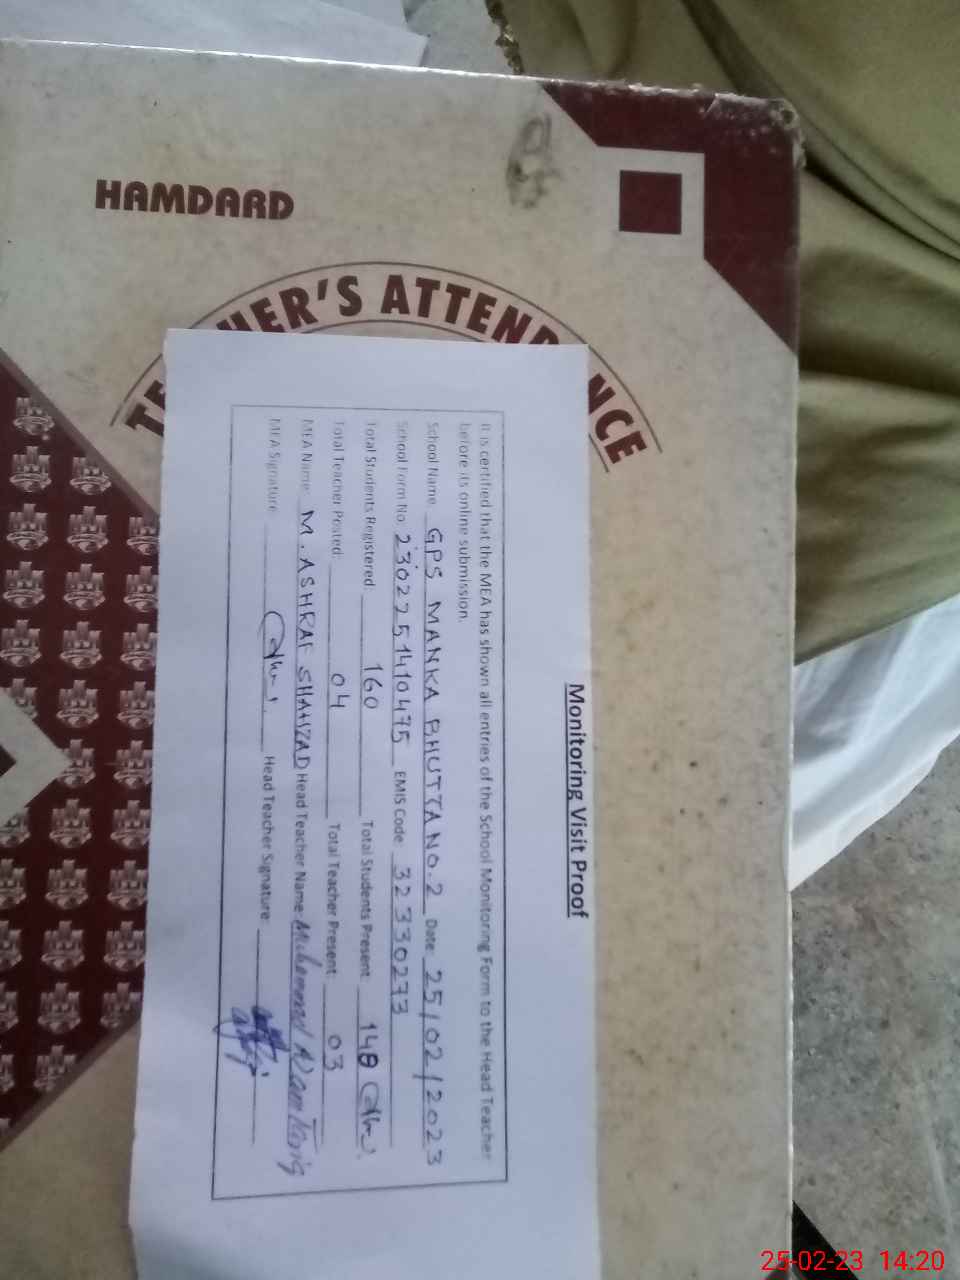 HAMDARD
TEACHER'S ATTENDANCE
Monitoring Visit Proof
It is certified that the MEA has shown all entries of the School Monitoring Form to the Head Teacher
before its online submission.
School Name GPS MANKA BHUTTA NO.2 Date 25/02/2023
School Form No. 2302251410475 EMIS Code 32330273
Total Students Registered: 160 Total Students Present: 148
Total Teacher Posted: 04 Total Teacher Present: 03
MEA Name M. ASHRAF SHAHZAD Head Teacher Name: Muhammad
MEA Signature Head Teacher Signature:
25-02-23 14:20